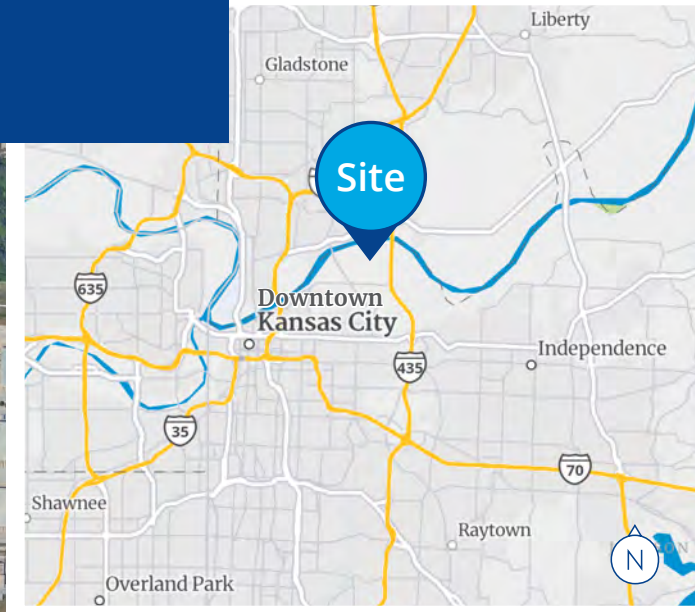 Liberty
Gladstone
Site
635
Downtown
Kansas City
Independence
435
35
70
Shawnee
Raytown
N
Overland Park